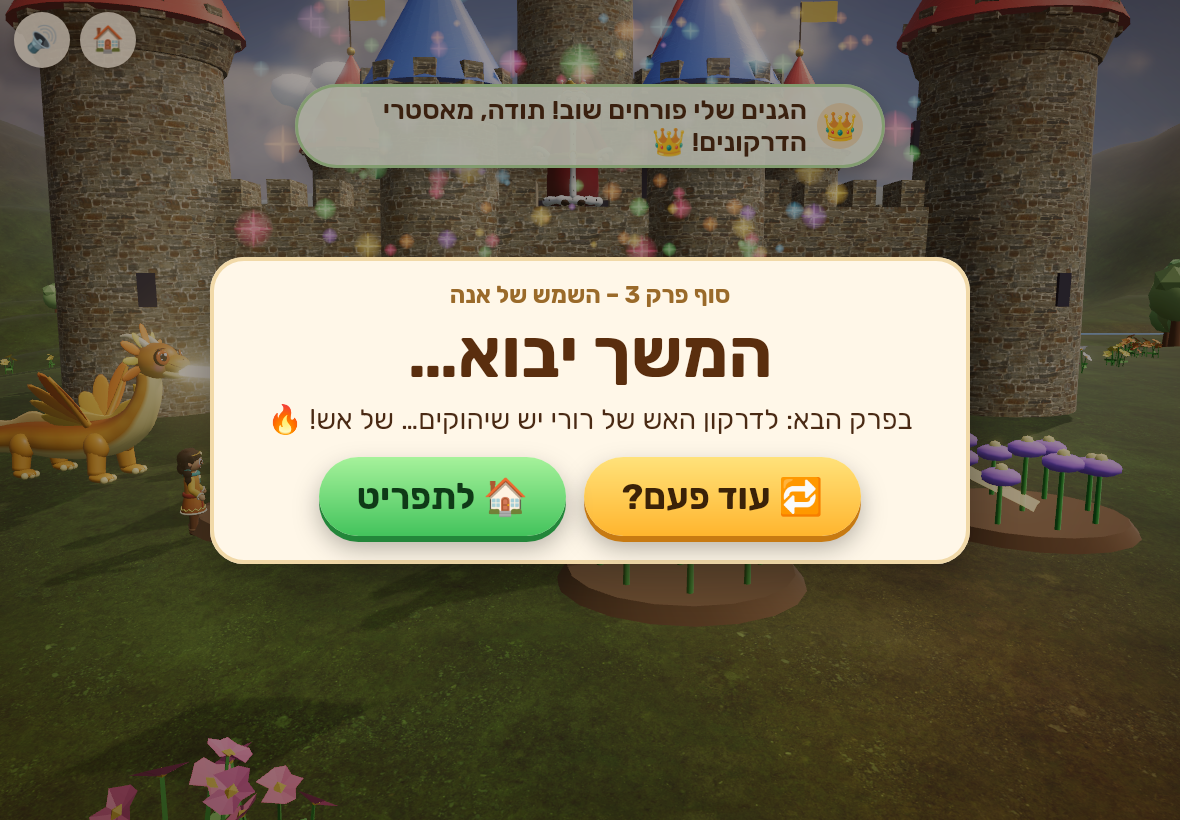 הגנים שלי פורחים שוב! תודה, מאסטרי
הדרקונים! 👑
סוף פרק 3 – השמש של אנה
המשך יבוא...
בפרק הבא: לדרקון האש של רורי יש שיהוקים... של אש! 🔥
🔁 עוד פעם?
🏠 לתפריט